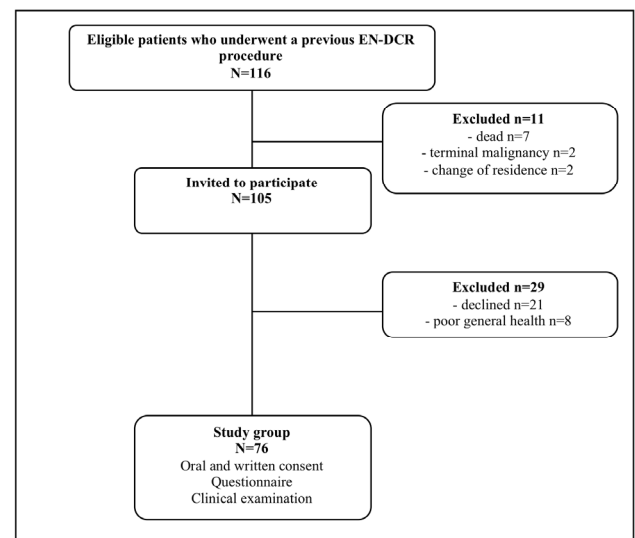 Eligible patients who underwent a previous EN-DCR
procedure
N=116
Excluded n=11
- dead n=7
- terminal malignancy n=2
- change of residence n=2
Invited to participate
N=105
Excluded n=29
- declined n=21
- poor general health n=8
Study group
N=76
Oral and written consent
Questionnaire
Clinical examination